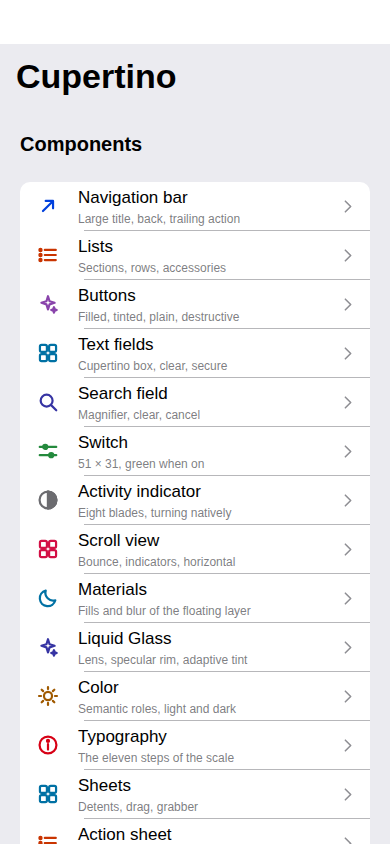 Cupertino
Components
Navigation bar
Large title, back, trailing action
Lists
Sections, rows, accessories
Buttons
Filled, tinted, plain, destructive
Text fields
Cupertino box, clear, secure
Search field
Magnifier, clear, cancel
Switch
51 × 31, green when on
Activity indicator
Eight blades, turning natively
Scroll view
Bounce, indicators, horizontal
Materials
Fills and blur of the floating layer
Liquid Glass
Lens, specular rim, adaptive tint
Color
Semantic roles, light and dark
Typography
The eleven steps of the scale
Sheets
Detents, drag, grabber
Action sheet